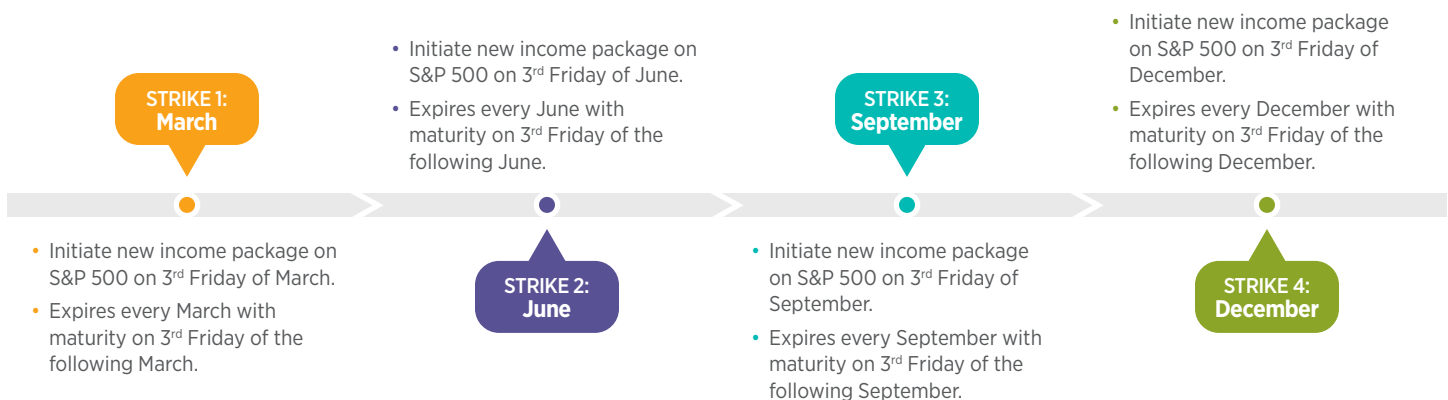 STRIKE 1:
March
• Initiate new income package on
S&P 500 on 3rd Friday of March.
• Expires every March with
maturity on 3rd Friday of the
following March.
• Initiate new income package on
S&P 500 on 3rd Friday of June.
• Expires every June with
maturity on 3rd Friday of the
following June.
STRIKE 2:
June
STRIKE 3:
September
• Initiate new income package
on S&P 500 on 3rd Friday of
September.
• Expires every September with
maturity on 3rd Friday of the
following September.
• Initiate new income package
on S&P 500 on 3rd Friday of
December.
• Expires every December with
maturity on 3rd Friday of the
following December.
STRIKE 4:
December